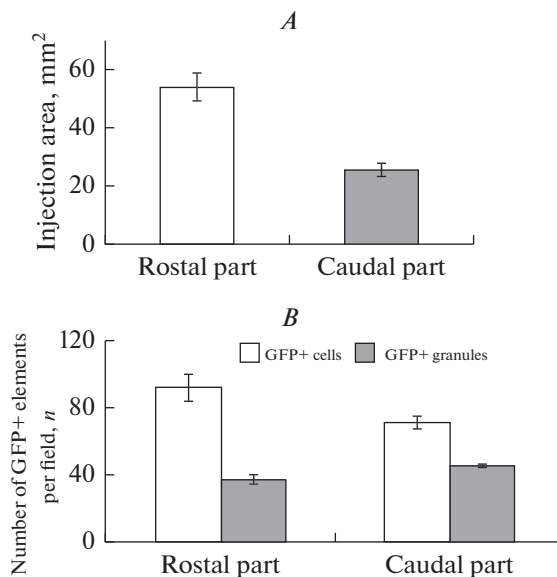 A
Injection area, mm²
60
40
20
0
Rostal part
Caudal part
B
Number of GFP+ elements
per field, n
120
80
40
0
GFP+ cells
GFP+ granules
Rostal part
Caudal part